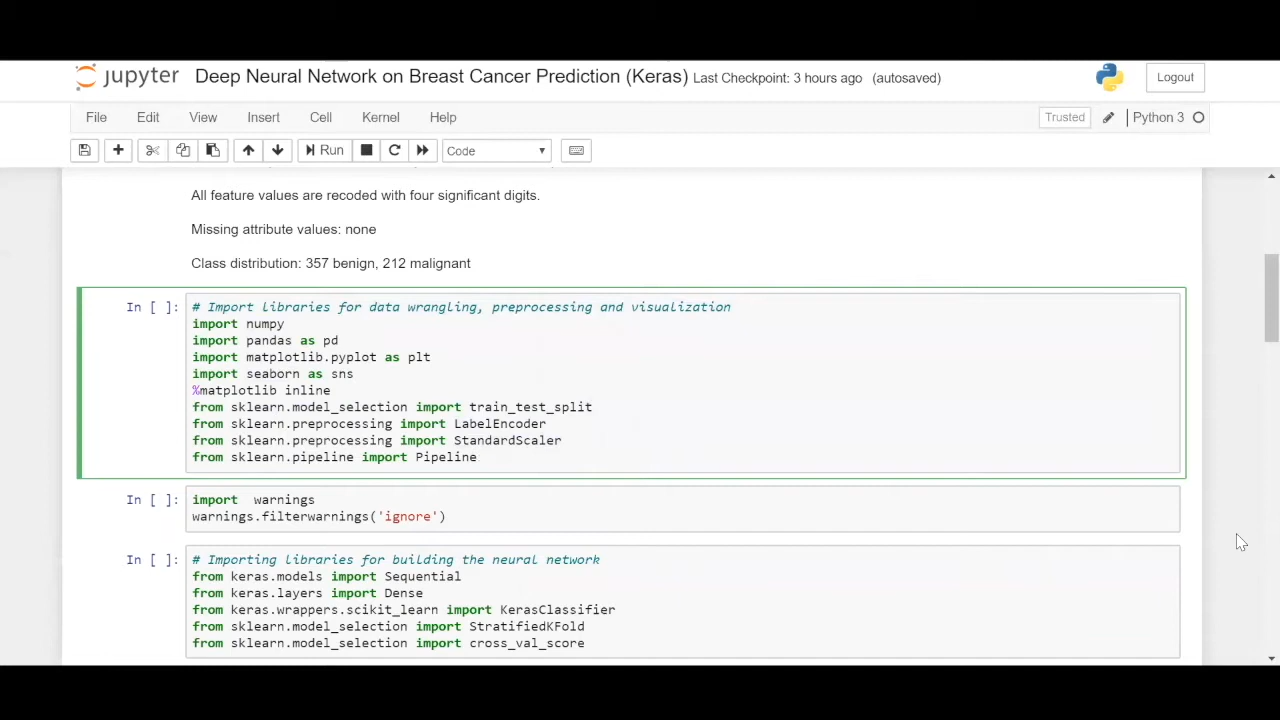 jupyter Deep Neural Network on Breast Cancer Prediction (Keras) Last Checkpoint: 3 hours ago (autosaved) Logout
File Edit View Insert Cell Kernel Help Trusted Python 3
Run Code
All feature values are recoded with four significant digits.
Missing attribute values: none
Class distribution: 357 benign, 212 malignant
In [ ]: # Import libraries for data wrangling, preprocessing and visualization
import numpy
import pandas as pd
import matplotlib.pyplot as plt
import seaborn as sns
%matplotlib inline
from sklearn.model_selection import train_test_split
from sklearn.preprocessing import LabelEncoder
from sklearn.preprocessing import StandardScaler
from sklearn.pipeline import Pipeline
In [ ]: import  warnings
warnings.filterwarnings('ignore')
In [ ]: # Importing libraries for building the neural network
from keras.models import Sequential
from keras.layers import Dense
from keras.wrappers.scikit_learn import KerasClassifier
from sklearn.model_selection import StratifiedKFold
from sklearn.model_selection import cross_val_score